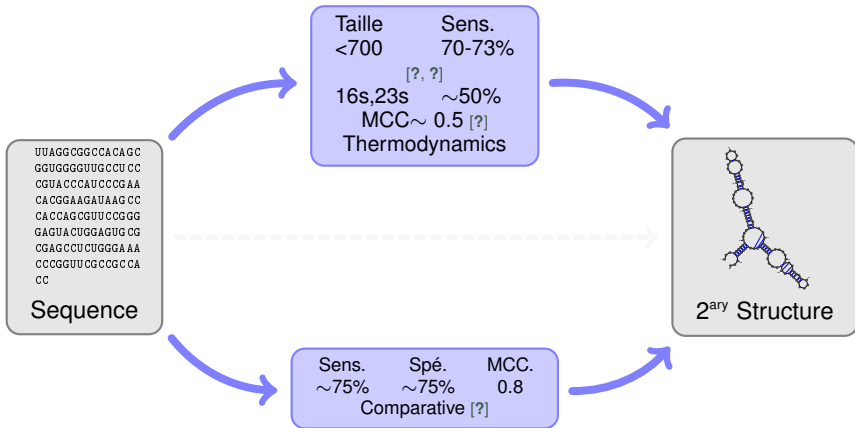 Taille Sens.
<700 70-73%
[?, ?]
16s,23s ∼50%
MCC∼ 0.5 [?]
Thermodynamics
UUAGGCGGCCACAGC
GGUGGGGUUGCCUCC
CGUACCCAUCCCGAA
CACGGAAGAUAAGCC
CACCAGCGUUCCGGG
GAGUACUGGAGUGCG
CGAGCCUCUGGGAAA
CCCGGUUCGCCGCCA
CC
Sequence
2ary Structure
Sens. Spé. MCC.
∼75% ∼75% 0.8
Comparative [?]